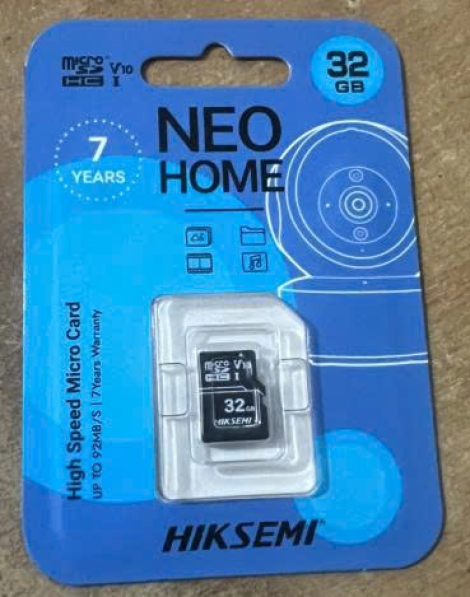 micro SD HC V10 I
32 GB
NEO
HOME
7
YEARS
High Speed Micro Card
UP TO 92MB/S | 7Years Warranty
micro SD HC V10 I
32GB
HIKSEMI
HIKSEMI